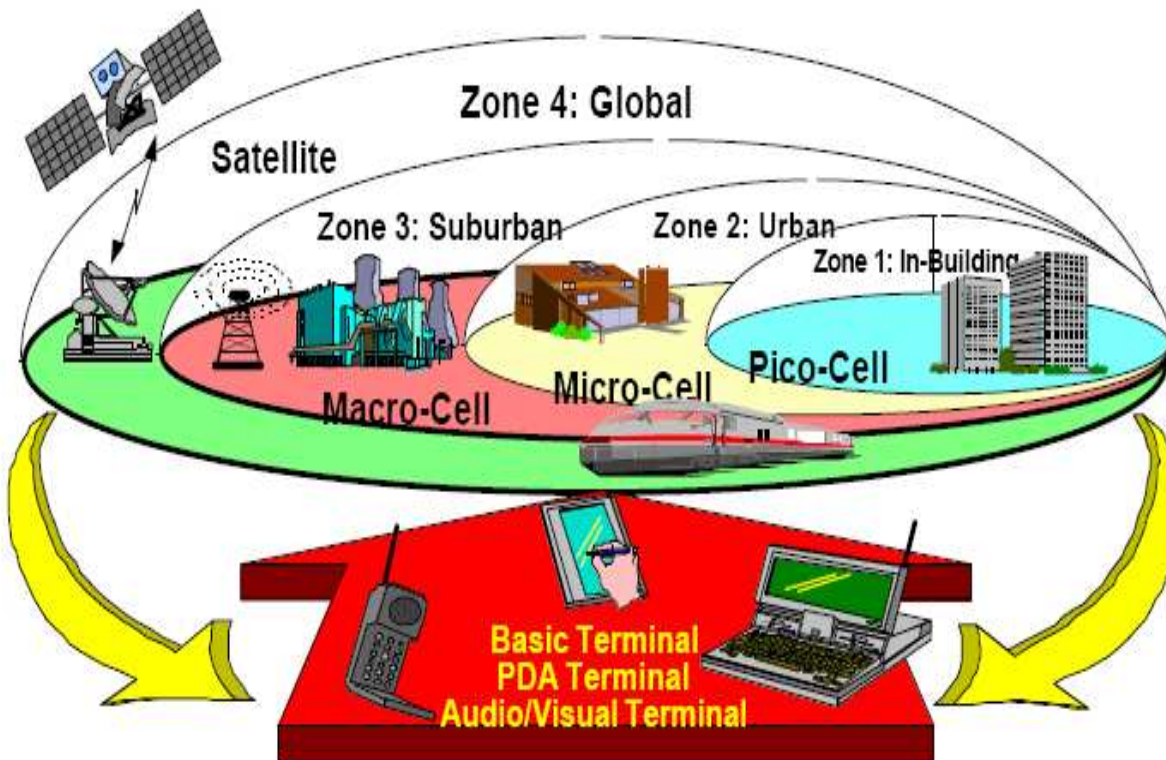 Zone 4: Global
Satellite
Zone 3: Suburban
Zone 2: Urban
Zone 1: In-Building
Macro-Cell
Micro-Cell
Pico-Cell
Basic Terminal
PDA Terminal
Audio/Visual Terminal